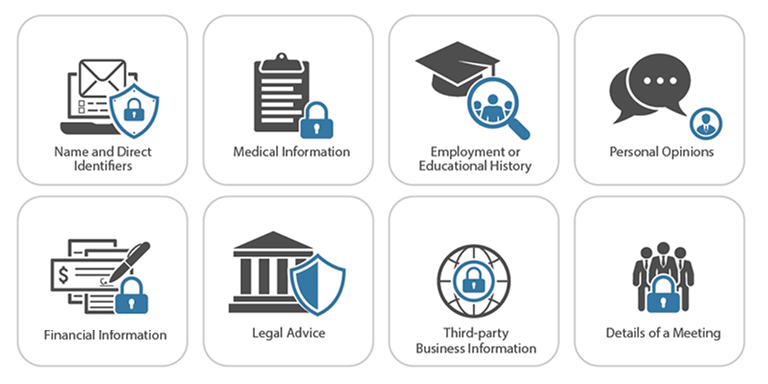 Name and Direct
Identifiers
Medical Information
Employment or
Educational History
Personal Opinions
$
Financial Information
Legal Advice
Third-party
Business Information
Details of a Meeting